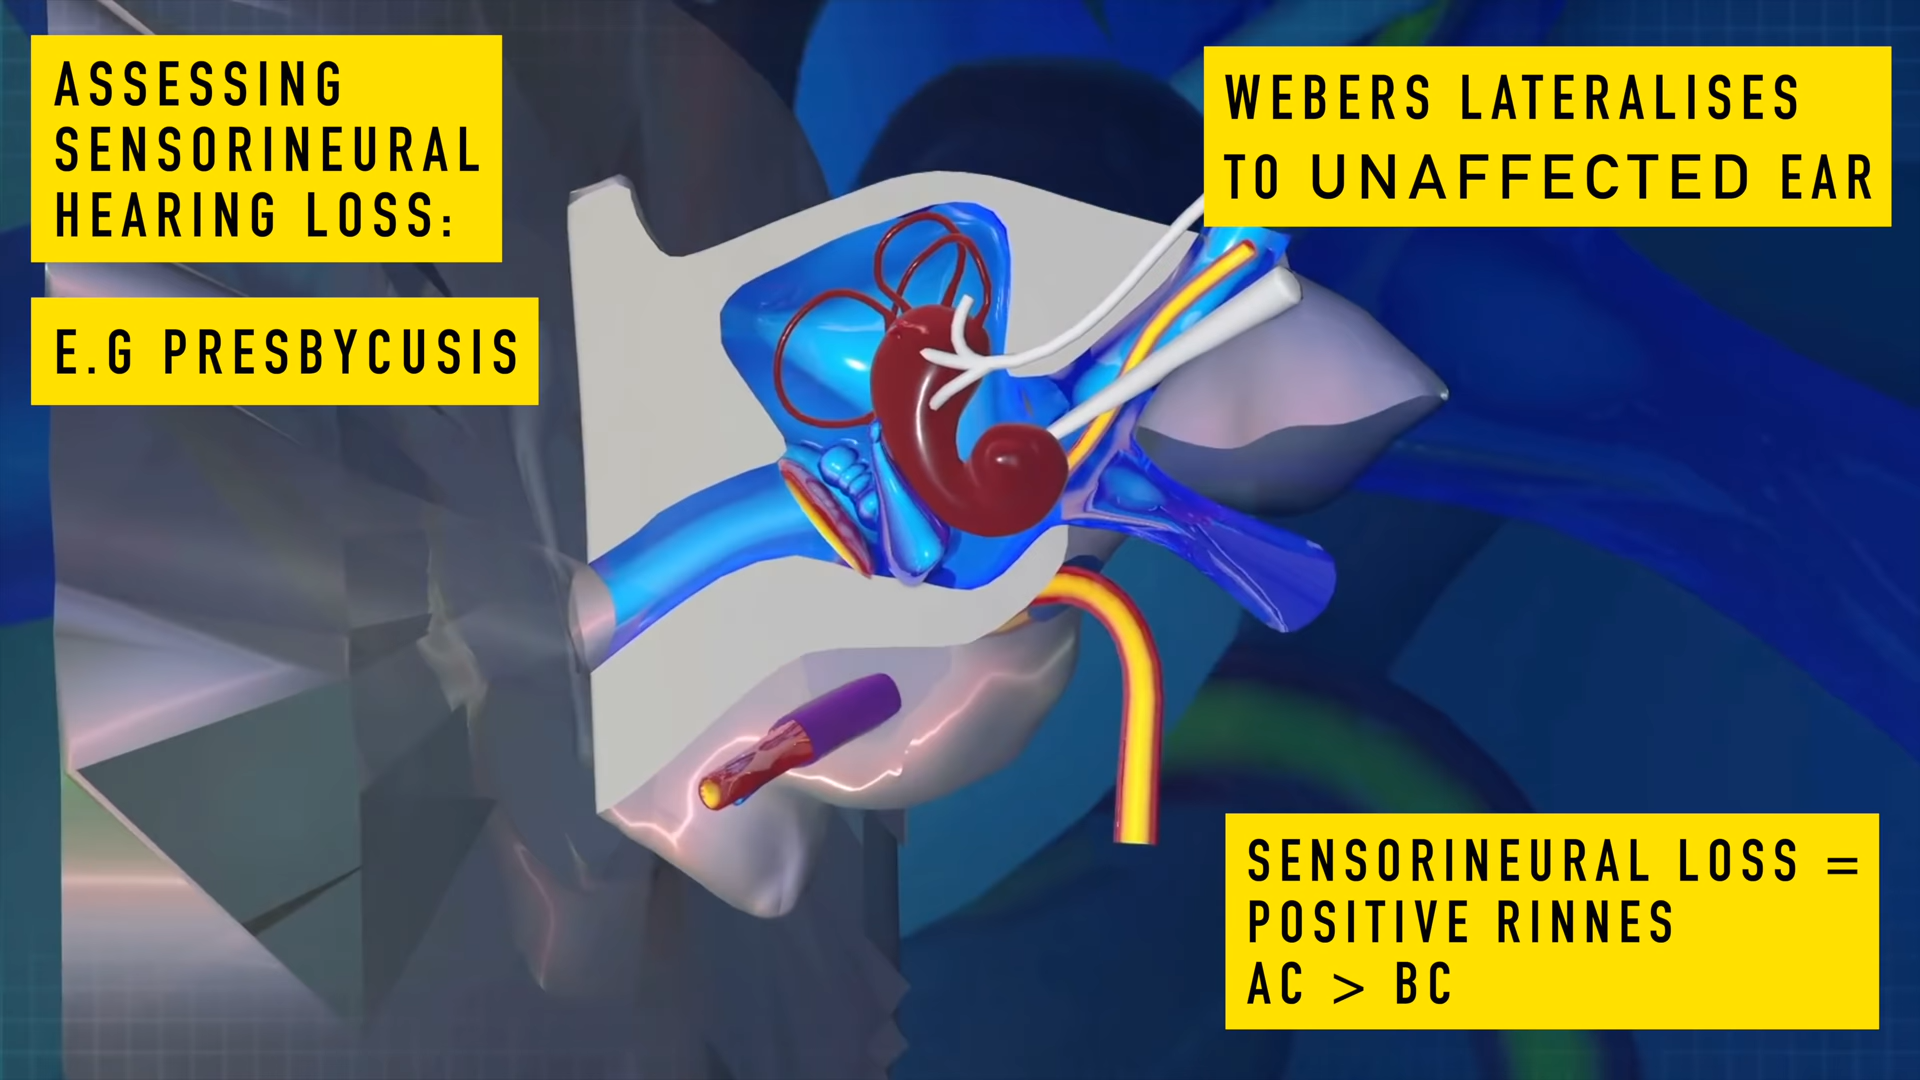 ASSESSING
SENSORINEURAL
HEARING LOSS:
E.G PRESBYCUSIS
WEBERS LATERALISES
TO UNAFFECTED EAR
SENSORINEURAL LOSS =
POSITIVE RINNES
AC > BC